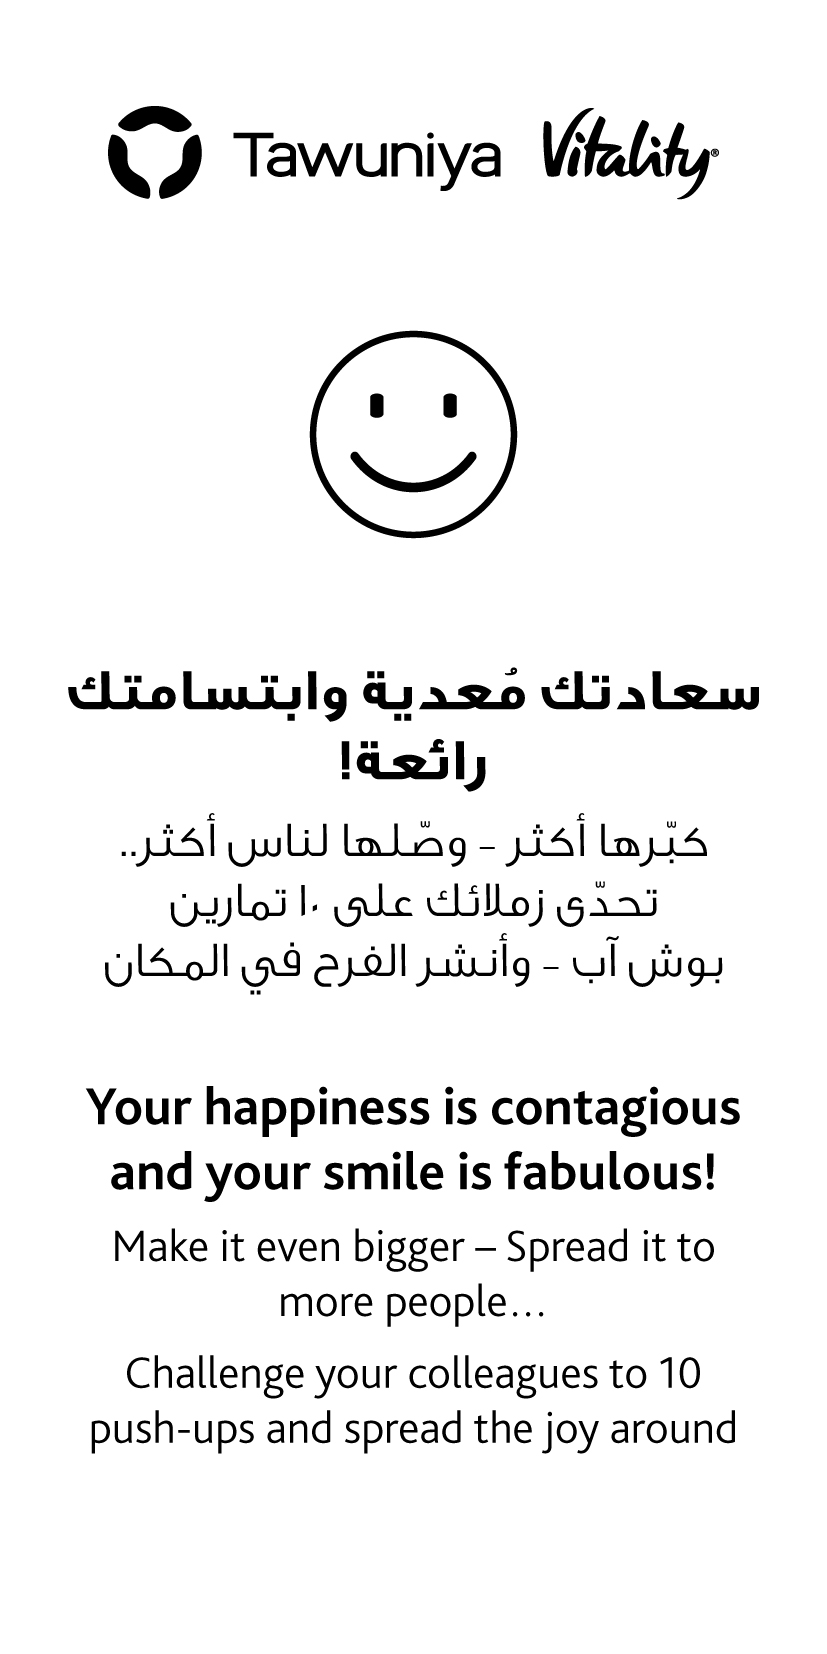 Tawuniya Vitality®
سعادتك مُعدية وابتسامتك
رائعة!
كبّرها أكثر – وصّلها لناس أكثر..
تحدّى زملائك على ١٠ تمارين
بوش آب – وأنشر الفرح في المكان
Your happiness is contagious
and your smile is fabulous!
Make it even bigger – Spread it to
more people…
Challenge your colleagues to 10
push-ups and spread the joy around